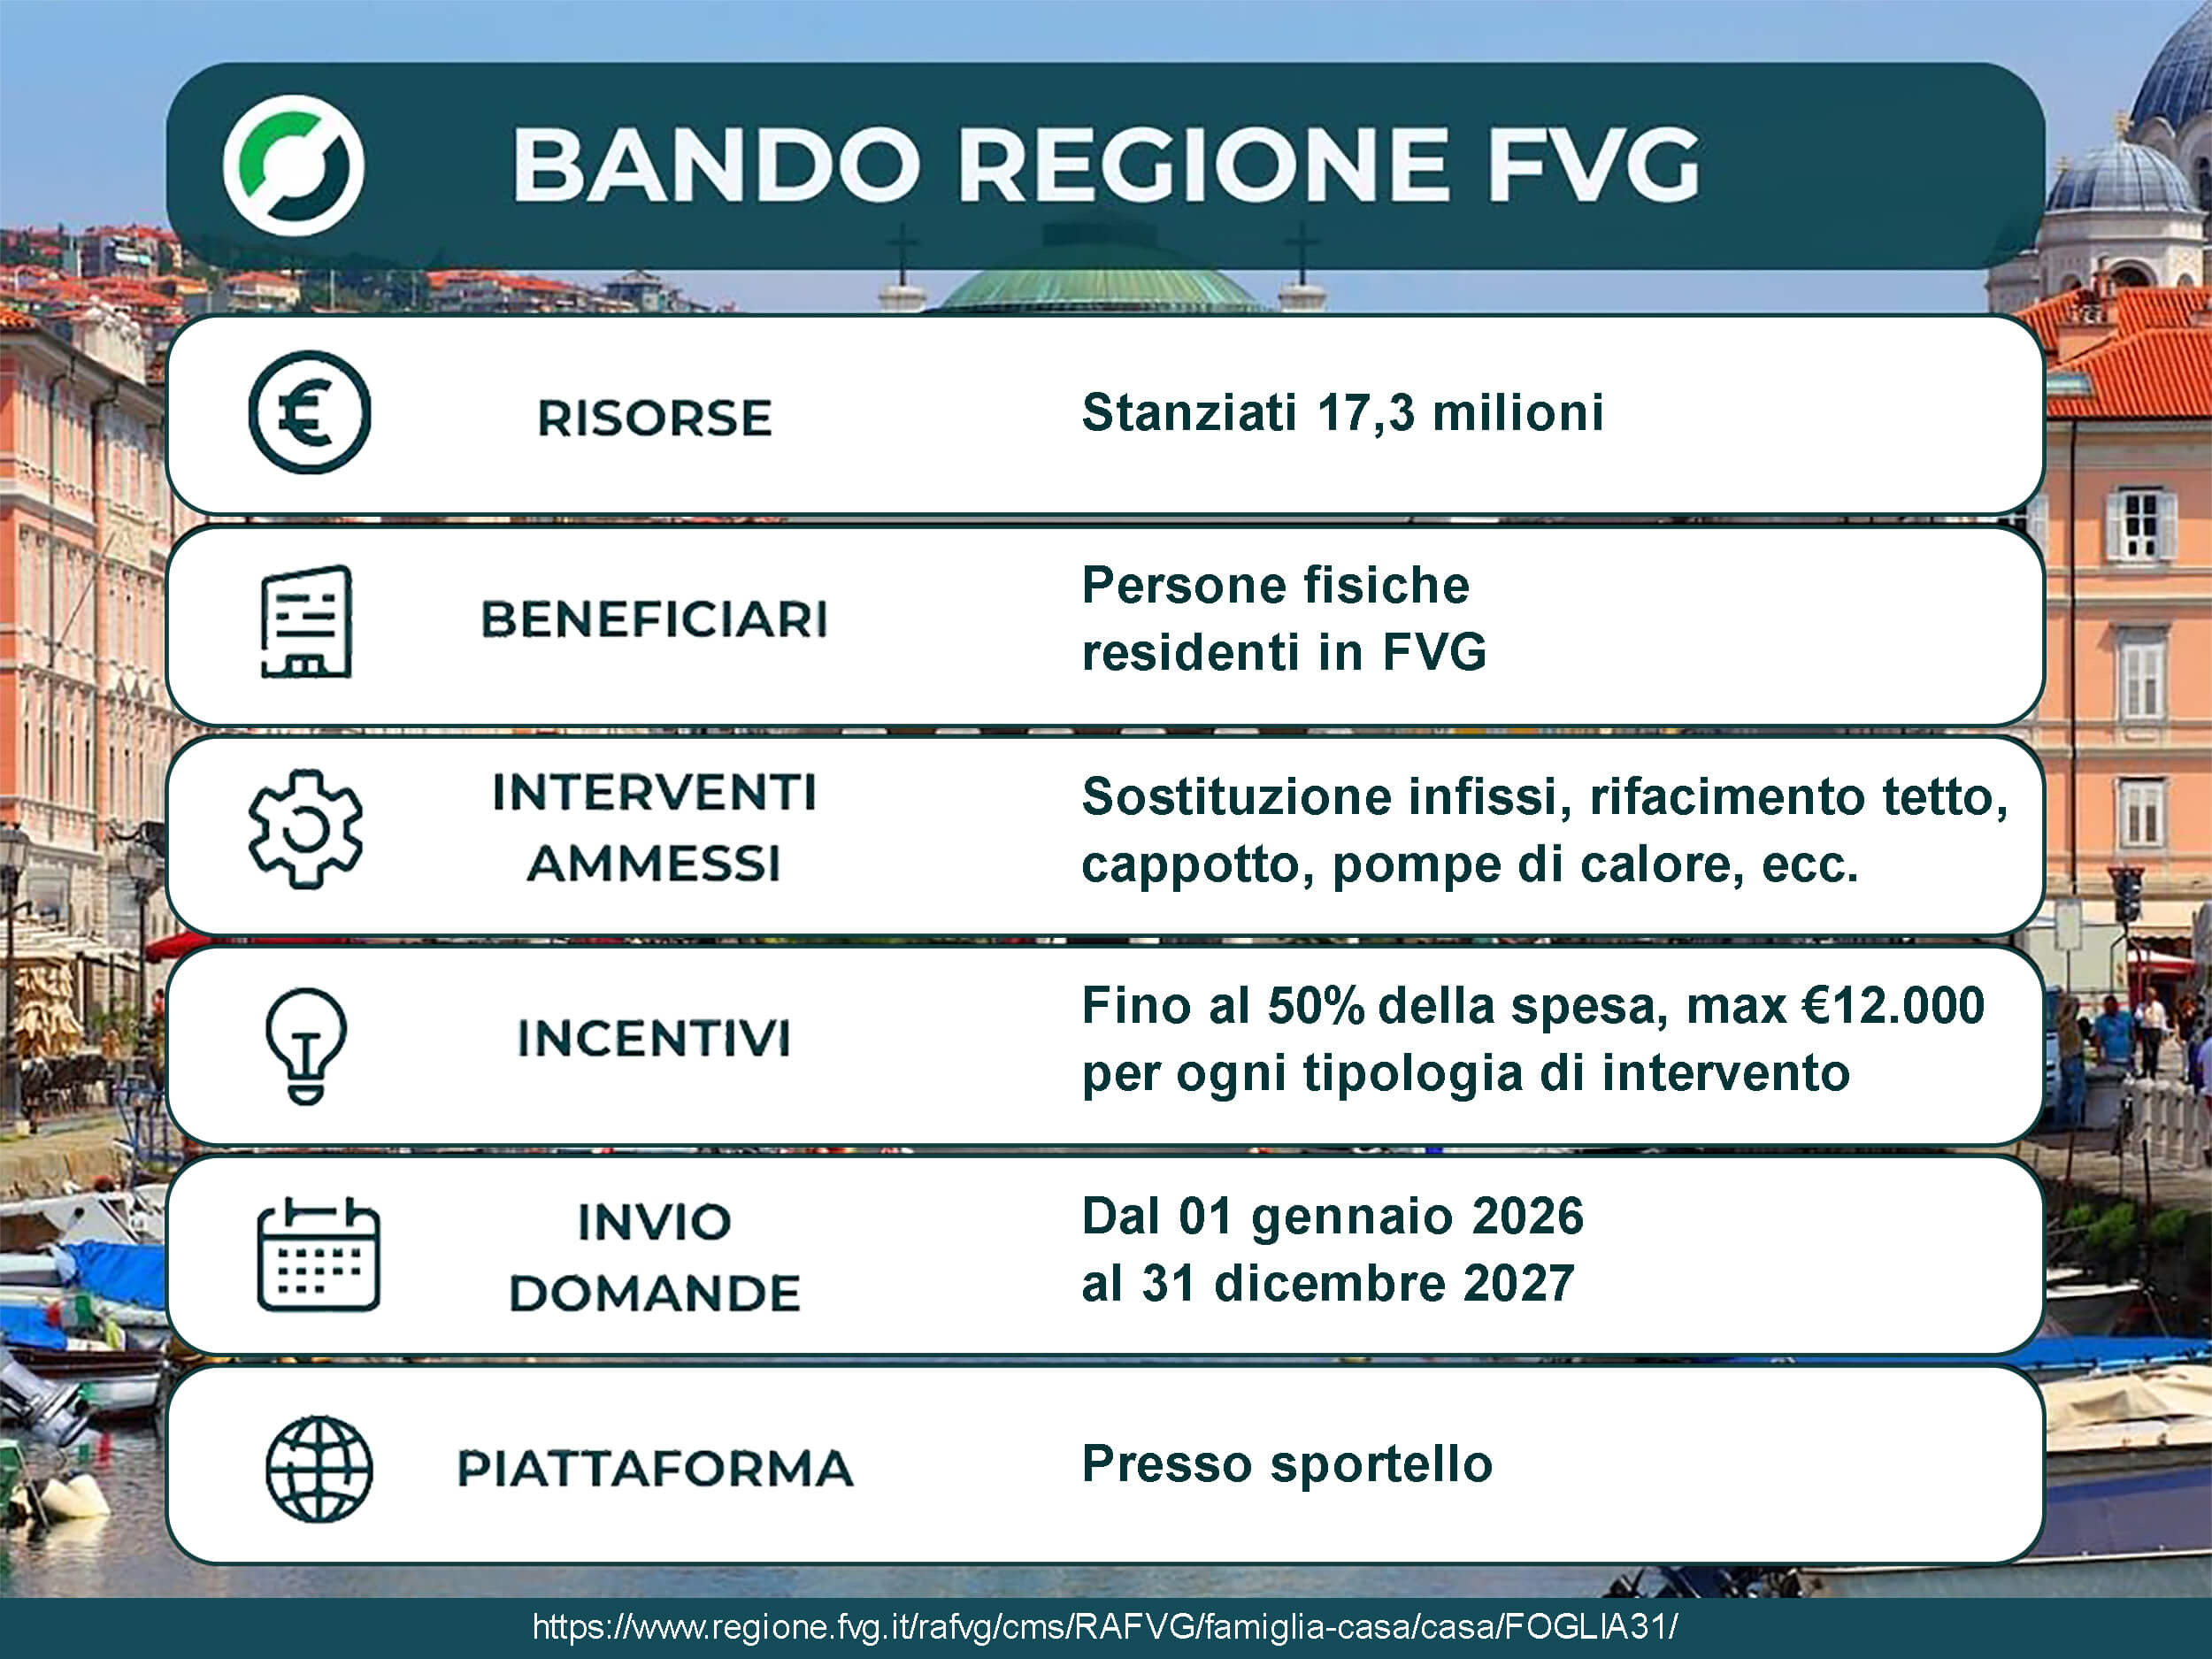 BANDO REGIONE FVG
RISORSE
Stanziati 17,3 milioni
BENEFICIARI
Persone fisiche
residenti in FVG
INTERVENTI
AMMESSI
Sostituzione infissi, rifacimento tetto,
cappotto, pompe di calore, ecc.
INCENTIVI
Fino al 50% della spesa, max €12.000
per ogni tipologia di intervento
INVIO
DOMANDE
Dal 01 gennaio 2026
al 31 dicembre 2027
PIATTAFORMA
Presso sportello
https://www.regione.fvg.it/rafvg/cms/RAFVG/famiglia-casa/casa/FOGLIA31/